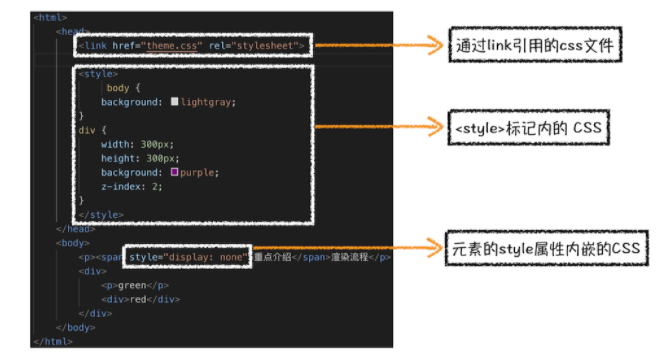 <html>
<head>
<link href="theme.css" rel="stylesheet">
通过link引用的css文件
<style>
body {
background: lightgray;
}
div {
width: 300px;
height: 300px;
background: purple;
z-index: 2;
}
</style>
<style>标记内的 CSS
</head>
<body>
<p><span style="display: none">重点介绍</span>渲染流程</p>
元素的style属性内嵌的CSS
<div>
<p>green</p>
<div>red</div>
</div>
</body>
</html>